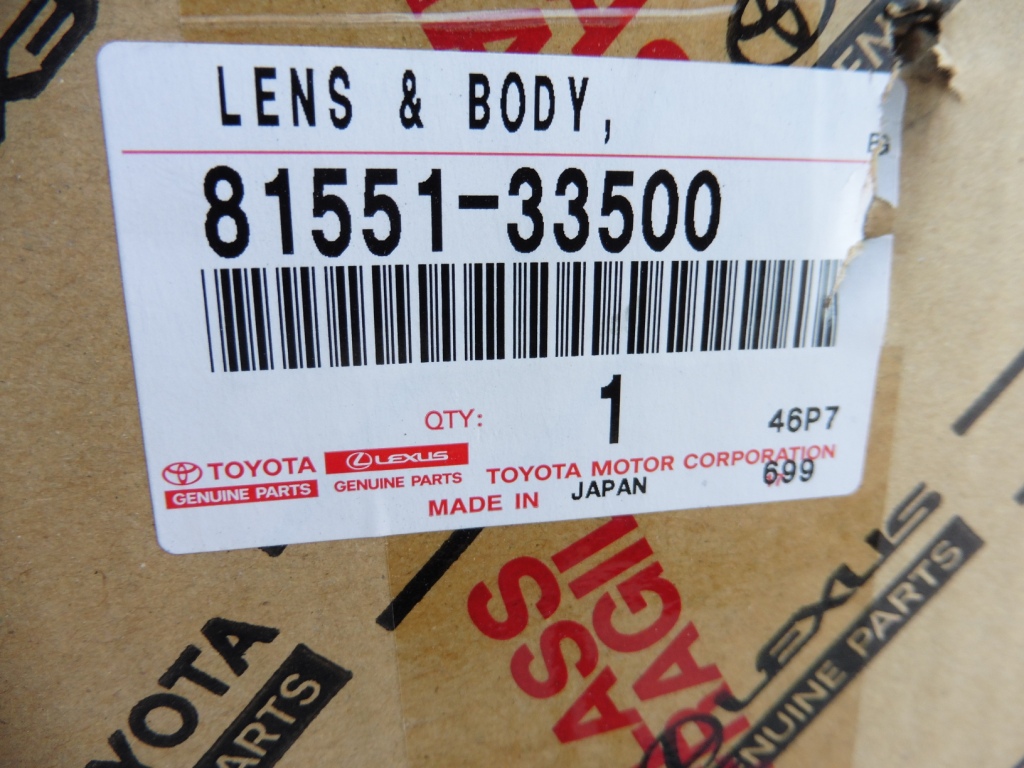 LENS & BODY,
81551-33500
QTY: 1
46P7
TOYOTA
GENUINE PARTS
LEXUS
GENUINE PARTS
TOYOTA MOTOR CORPORATION
MADE IN JAPAN
699
TOYOTA
PARTS
LEXUS
GENUINE PARTS